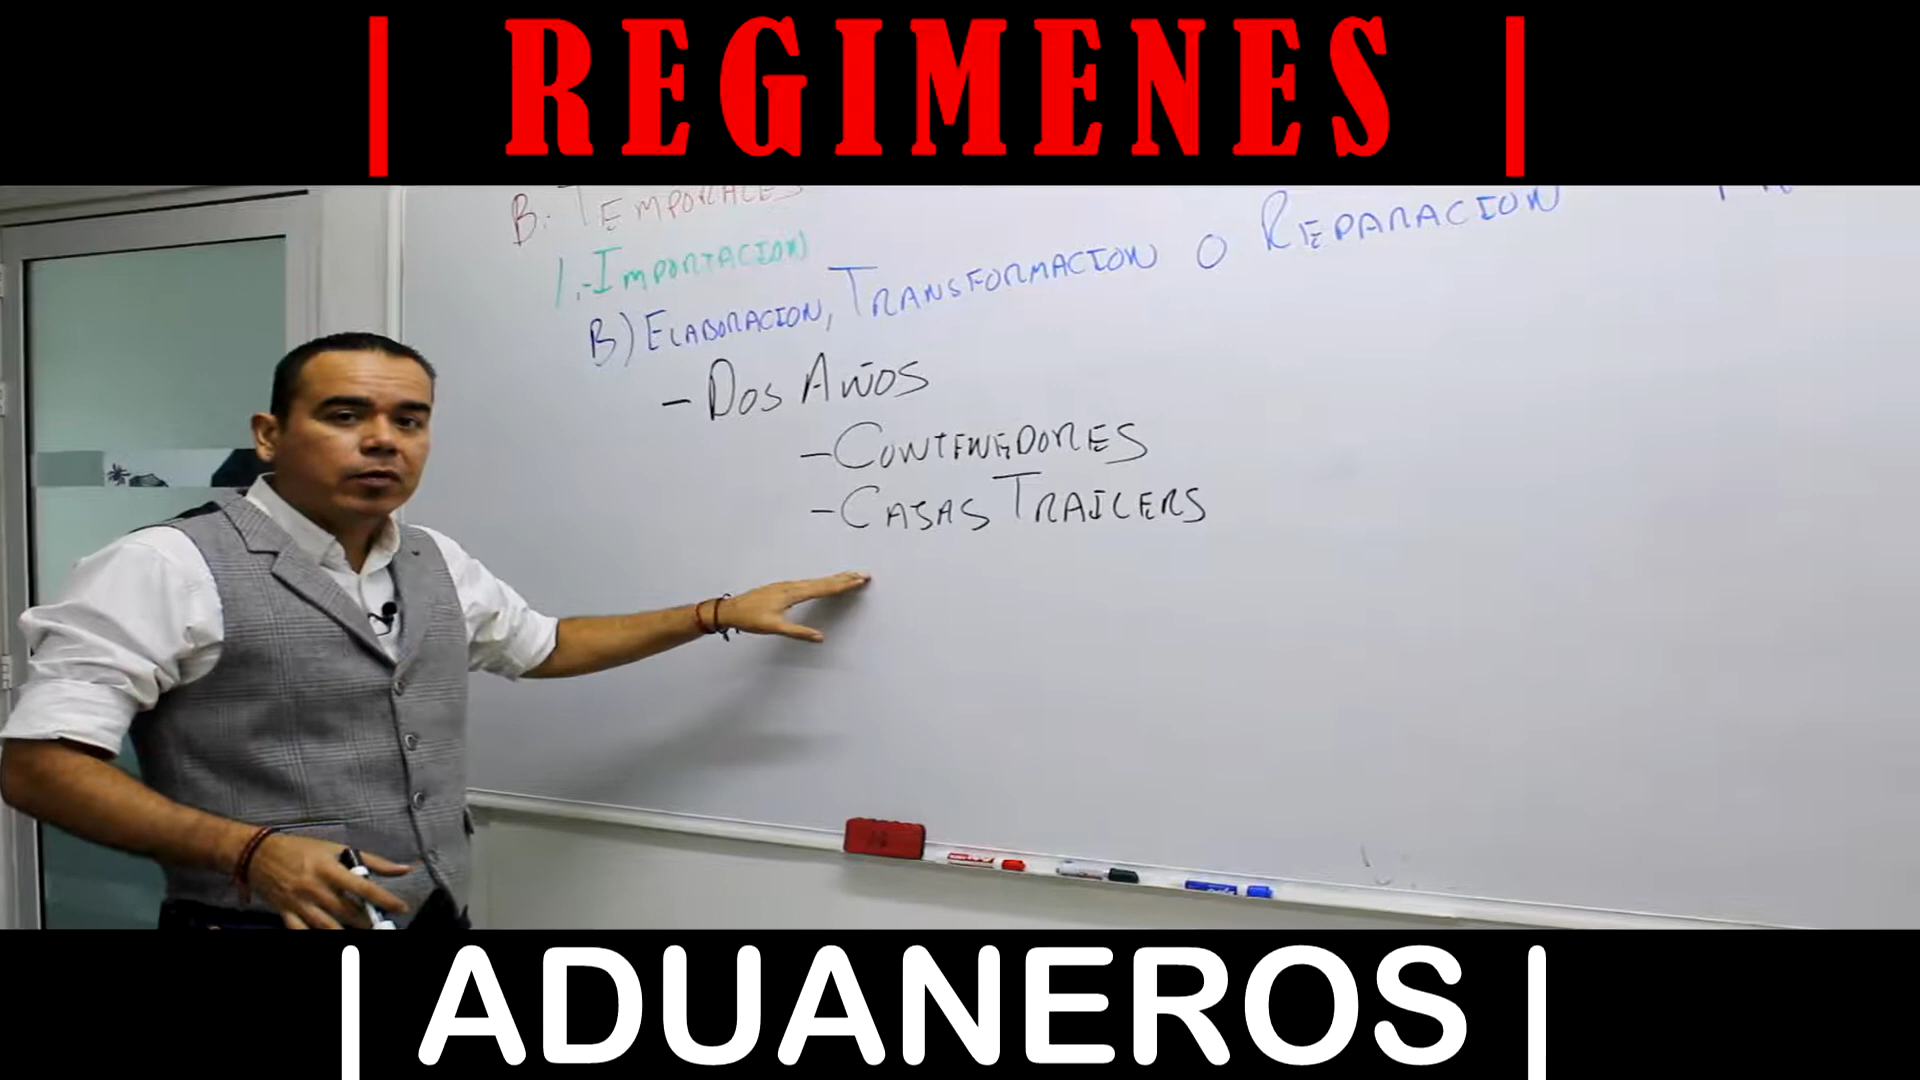 | REGIMENES |
B. TEMPORALES
1.-IMPORTACION
B) ELABORACION, TRANSFORMACION O REPARACION
- DOS AÑOS
- CONTENEDORES
- CASAS TRAILERS
| ADUANEROS |